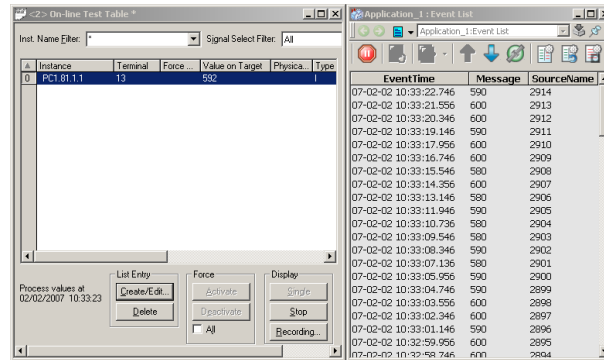 <2> On-line Test Table *
Inst. Name Filter: *
Signal Select Filter: All
Instance Terminal Force ... Value on Target Physica... Type
0 PC1.81.1.1 13 592 I
Process values at
02/02/2007 10:33:23
List Entry
Create/Edit...
Delete
Force
Activate
Deactivate
All
Display
Single
Stop
Recording...
Application_1 : Event List
Application_1:Event List
EventTime Message SourceName
07-02-02 10:33:22.746 590 2914
07-02-02 10:33:21.556 600 2913
07-02-02 10:33:20.346 600 2912
07-02-02 10:33:19.146 590 2911
07-02-02 10:33:17.956 600 2910
07-02-02 10:33:16.746 600 2909
07-02-02 10:33:15.546 580 2908
07-02-02 10:33:14.356 600 2907
07-02-02 10:33:13.146 580 2906
07-02-02 10:33:11.946 590 2905
07-02-02 10:33:10.736 580 2904
07-02-02 10:33:09.546 580 2903
07-02-02 10:33:08.346 590 2902
07-02-02 10:33:07.136 580 2901
07-02-02 10:33:05.956 590 2900
07-02-02 10:33:04.746 590 2899
07-02-02 10:33:03.556 600 2898
07-02-02 10:33:02.346 600 2897
07-02-02 10:33:01.146 590 2896
07-02-02 10:32:59.956 600 2895
07-02-02 10:32:58.746 600 2894